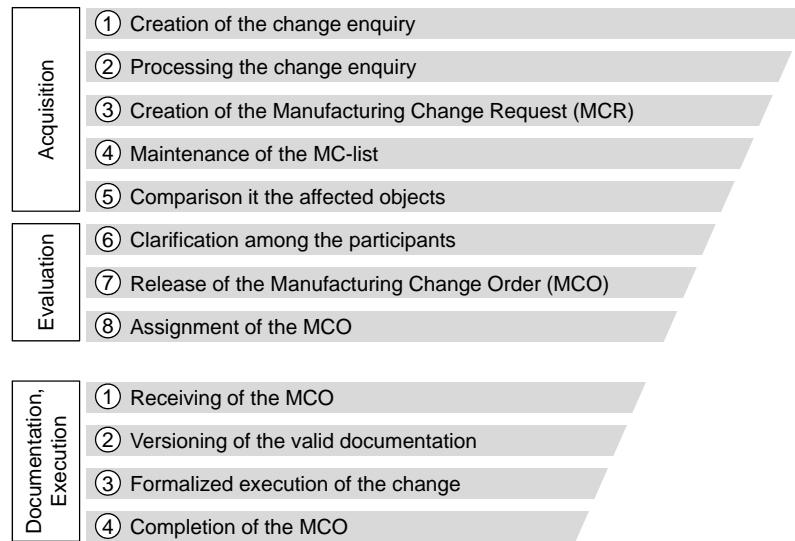 Acquisition
① Creation of the change enquiry
② Processing the change enquiry
③ Creation of the Manufacturing Change Request (MCR)
④ Maintenance of the MC-list
⑤ Comparison it the affected objects
Evaluation
⑥ Clarification among the participants
⑦ Release of the Manufacturing Change Order (MCO)
⑧ Assignment of the MCO
Documentation,
Execution
① Receiving of the MCO
② Versioning of the valid documentation
③ Formalized execution of the change
④ Completion of the MCO